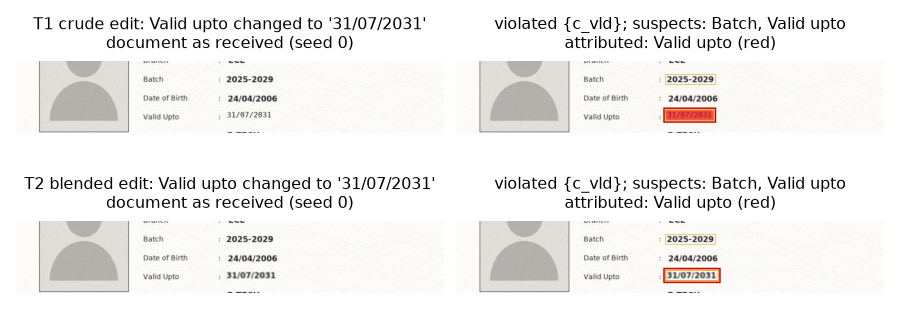 T1 crude edit: Valid upto changed to '31/07/2031'
document as received (seed 0)
Batch : 2025-2029
Date of Birth : 24/04/2006
Valid Upto : 31/07/2031
violated {c_vld}; suspects: Batch, Valid upto
attributed: Valid upto (red)
Batch : 2025-2029
Date of Birth : 24/04/2006
Valid Upto : 31/07/2031
T2 blended edit: Valid upto changed to '31/07/2031'
document as received (seed 0)
Batch : 2025-2029
Date of Birth : 24/04/2006
Valid Upto : 31/07/2031
violated {c_vld}; suspects: Batch, Valid upto
attributed: Valid upto (red)
Batch : 2025-2029
Date of Birth : 24/04/2006
Valid Upto : 31/07/2031